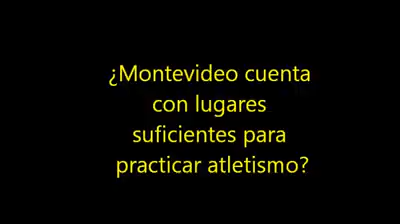 ¿Montevideo cuenta
con lugares
suficientes para
practicar atletismo?